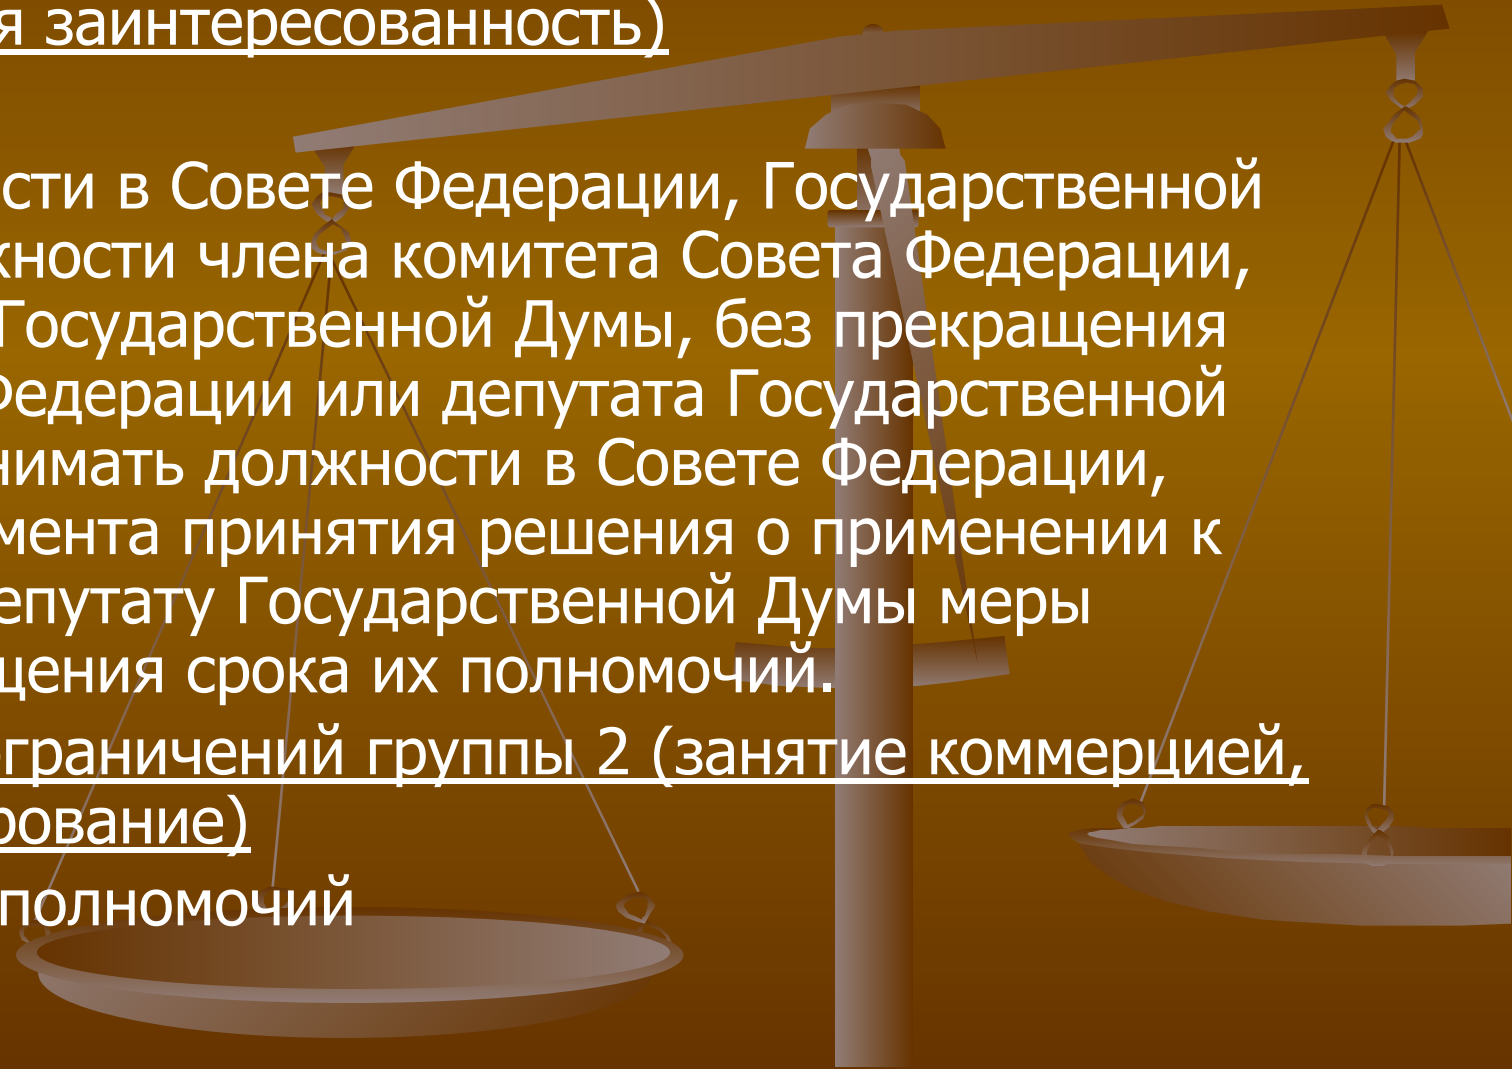 я заинтересованность)
сти в Совете Федерации, Государственной
жности члена комитета Совета Федерации,
Государственной Думы, без прекращения
Федерации или депутата Государственной
нимать должности в Совете Федерации,
мента принятия решения о применении к
епутату Государственной Думы меры
щения срока их полномочий.
граничений группы 2 (занятие коммерцией,
рование)
полномочий